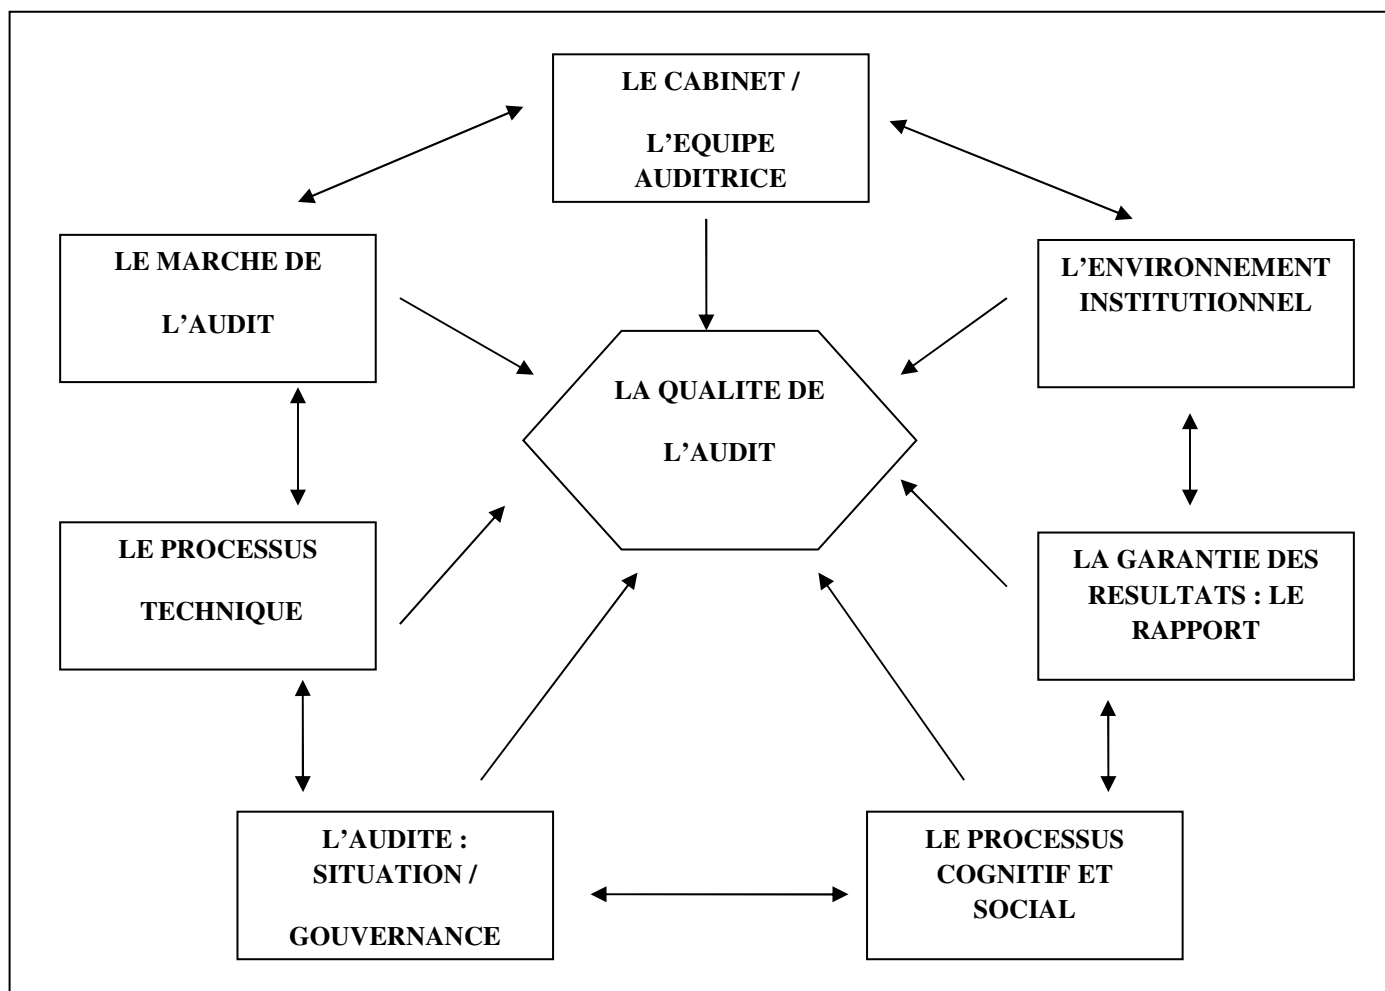 LE CABINET /
L’EQUIPE
AUDITRICE
LE MARCHE DE
L’AUDIT
L’ENVIRONNEMENT
INSTITUTIONNEL
LA QUALITE DE
L’AUDIT
LE PROCESSUS
TECHNIQUE
LA GARANTIE DES
RESULTATS : LE
RAPPORT
L’AUDITE :
SITUATION /
GOUVERNANCE
LE PROCESSUS
COGNITIF ET
SOCIAL